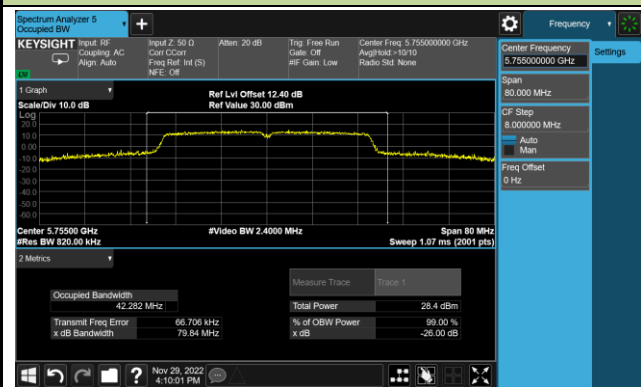 Spectrum Analyzer 5
Occupied BW
Frequency
KEYSIGHT
Input: RF
Coupling: AC
Align: Auto
Input Z: 50 Ω
Corr CCorr
Freq Ref: Int (S)
NFE: Off
Atten: 20 dB
Trig: Free Run
Gate: Off
#IF Gain: Low
Center Freq: 5.755000000 GHz
Avg|Hold:>10/10
Radio Std: None
Center Frequency
5.755000000 GHz
Settings
Span
80.000 MHz
CF Step
8.000000 MHz
Auto
Man
Freq Offset
0 Hz
1 Graph
Scale/Div 10.0 dB
Ref Lvl Offset 12.40 dB
Ref Value 30.00 dBm
Log
20.0
10.0
0.00
-10.0
-20.0
-30.0
-40.0
-50.0
-60.0
Center 5.75500 GHz
#Res BW 820.00 kHz
#Video BW 2.4000 MHz
Span 80 MHz
Sweep 1.07 ms (2001 pts)
2 Metrics
Measure Trace
Trace 1
Occupied Bandwidth
42.282 MHz
Total Power
28.4 dBm
Transmit Freq Error
66.706 kHz
% of OBW Power
99.00 %
x dB Bandwidth
79.84 MHz
x dB
-26.00 dB
Nov 29, 2022
4:10:01 PM